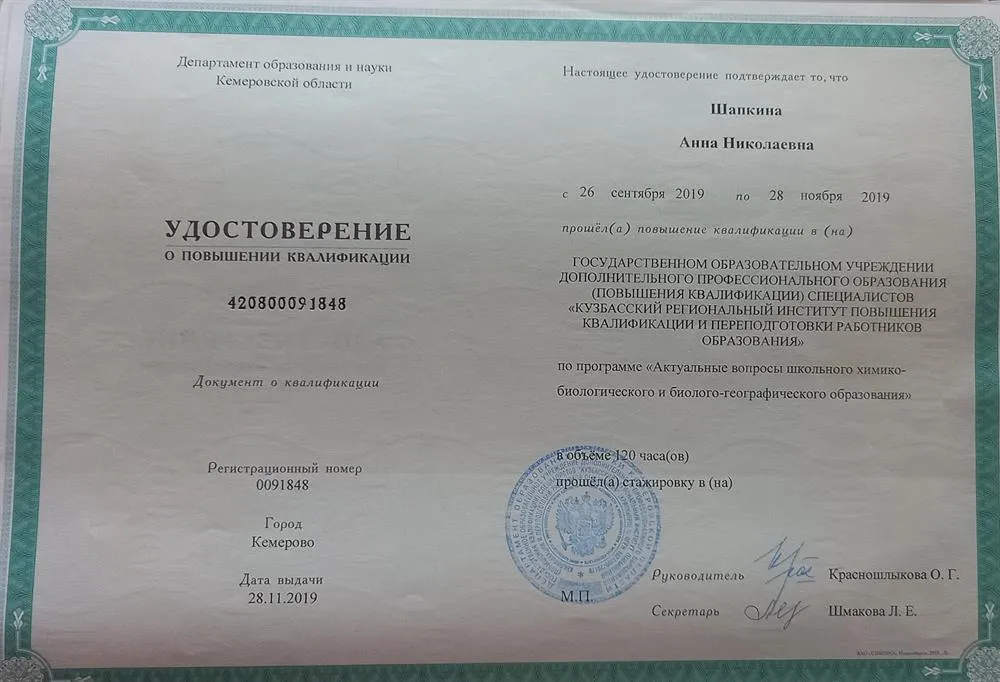 Департамент образования и науки
Кемеровской области
УДОСТОВЕРЕНИЕ
О ПОВЫШЕНИИ КВАЛИФИКАЦИИ
420800091848
Документ о квалификации
Регистрационный номер
0091848
Город
Кемерово
Дата выдачи
28.11.2019
Настоящее удостоверение подтверждает то, что
Шапкина
Анна Николаевна
с 26 сентября 2019 по 28 ноября 2019
прошёл(а) повышение квалификации в (на)
ГОСУДАРСТВЕННОМ ОБРАЗОВАТЕЛЬНОМ УЧРЕЖДЕНИИ
ДОПОЛНИТЕЛЬНОГО ПРОФЕССИОНАЛЬНОГО ОБРАЗОВАНИЯ
(ПОВЫШЕНИЯ КВАЛИФИКАЦИИ) СПЕЦИАЛИСТОВ
«КУЗБАССКИЙ РЕГИОНАЛЬНЫЙ ИНСТИТУТ ПОВЫШЕНИЯ
КВАЛИФИКАЦИИ И ПЕРЕПОДГОТОВКИ РАБОТНИКОВ
ОБРАЗОВАНИЯ»
по программе «Актуальные вопросы школьного химико-
биологического и биолого-географического образования»
в объёме 120 часа(ов)
прошёл(а) стажировку в (на)
М.П.
Руководитель Красношлыкова О. Г.
Секретарь Шмакова Л. Е.